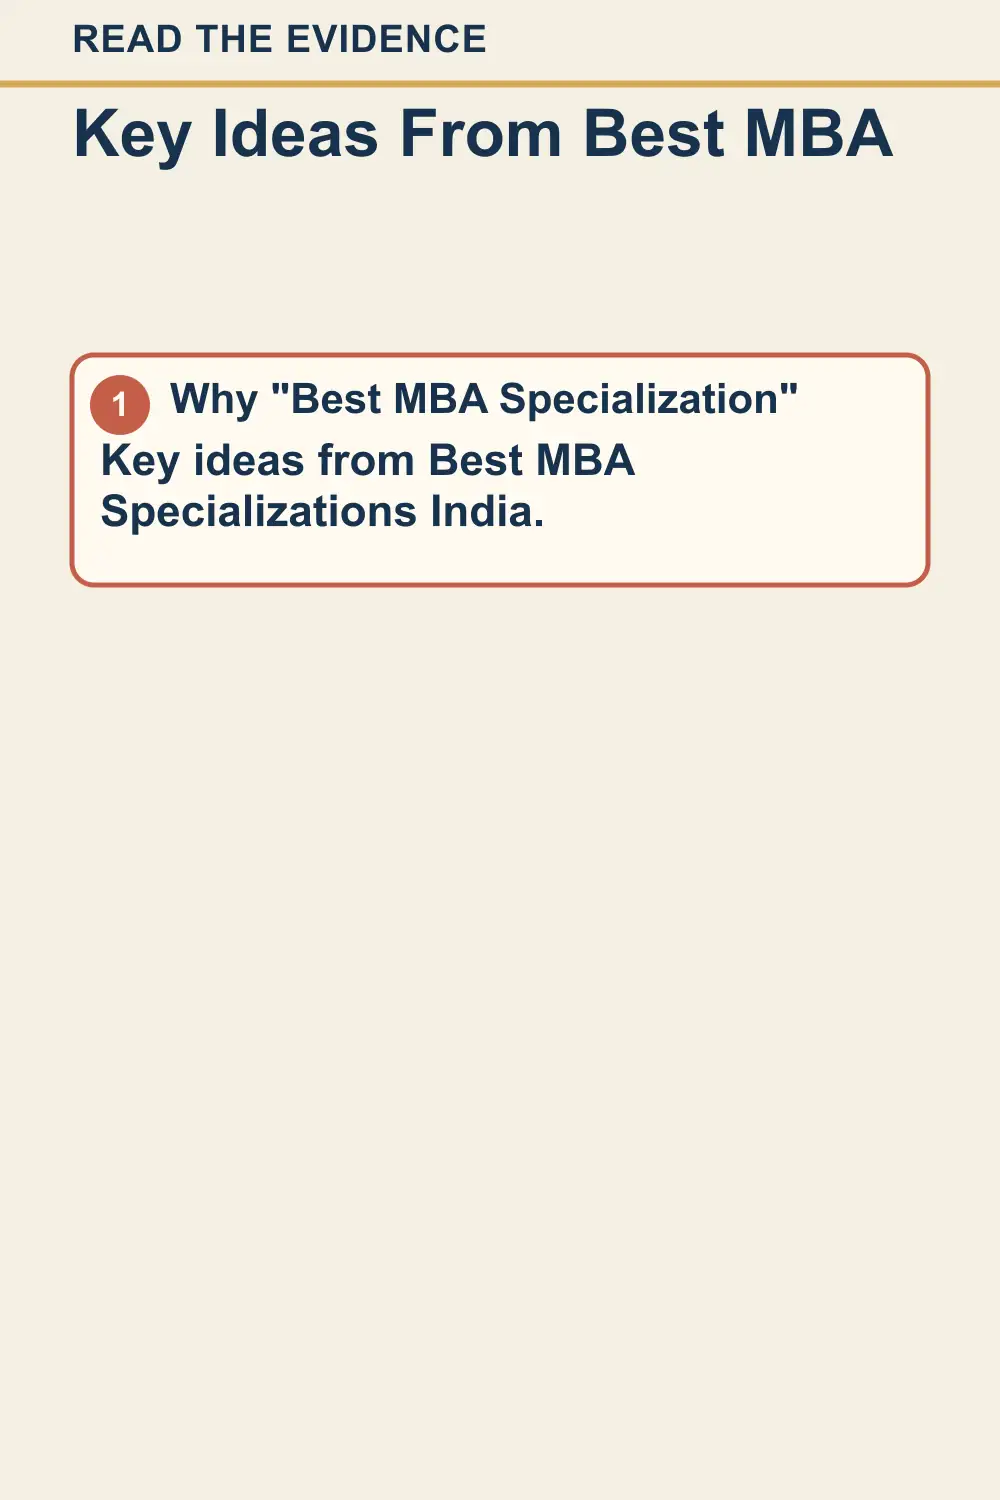 READ THE EVIDENCE
Key Ideas From Best MBA
1 Why "Best MBA Specialization"
Key ideas from Best MBA
Specializations India.